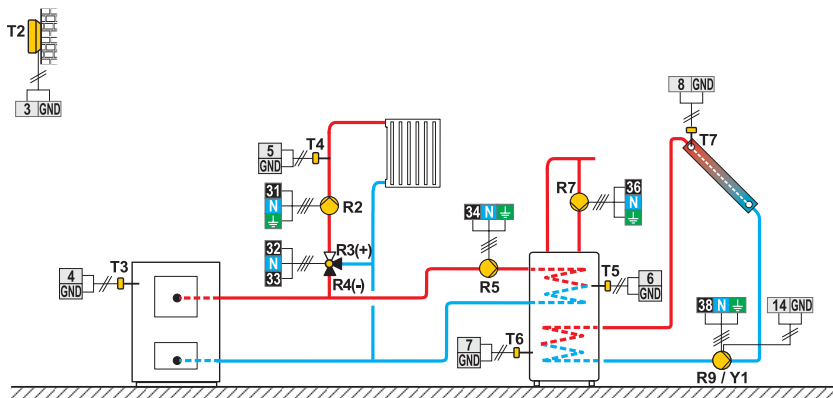 T2
3 GND
5
GND
T4
31
N
R2
32
N
33
R3(+)
R4(-)
4
GND
T3
34 N
R5
R7
36
N
8 GND
T7
T5
6
GND
7
GND
T6
38 N
14 GND
R9 / Y1